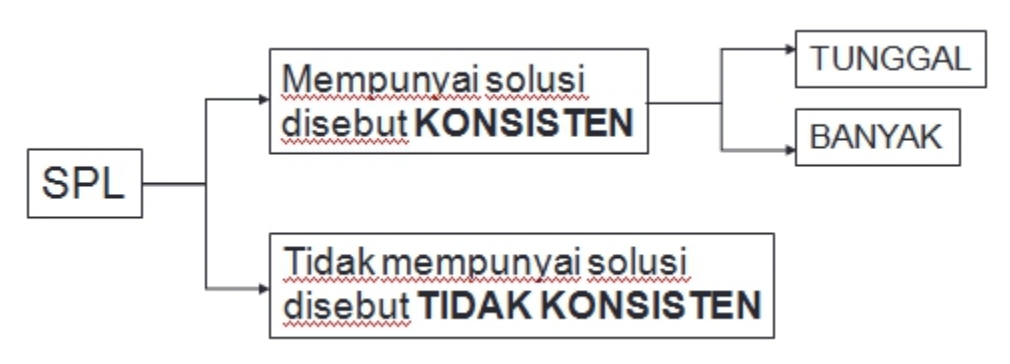 SPL
Mempunyai solusi
disebut KONSISTEN
TUNGGAL
BANYAK
Tidak mempunyai solusi
disebut TIDAK KONSISTEN